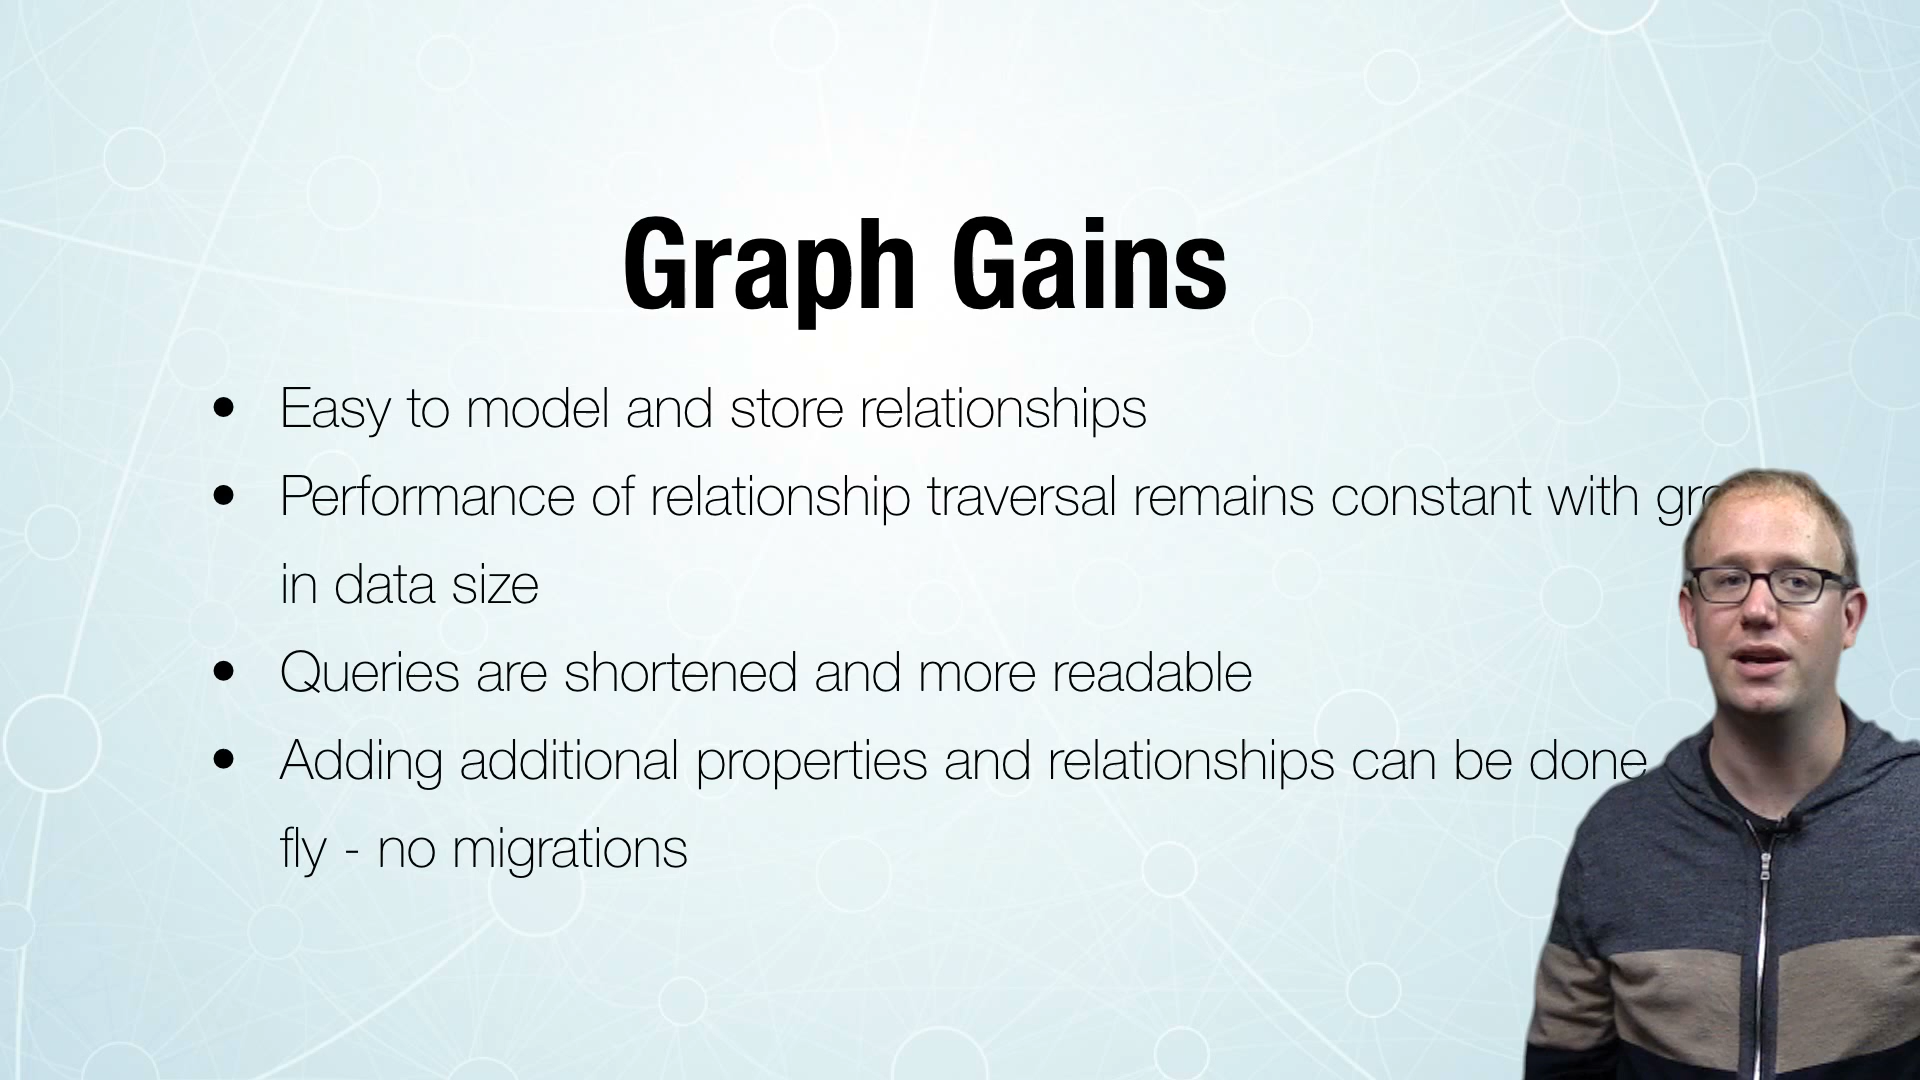 Graph Gains
• Easy to model and store relationships
• Performance of relationship traversal remains constant with
in data size
• Queries are shortened and more readable
• Adding additional properties and relationships can be done
fly - no migrations